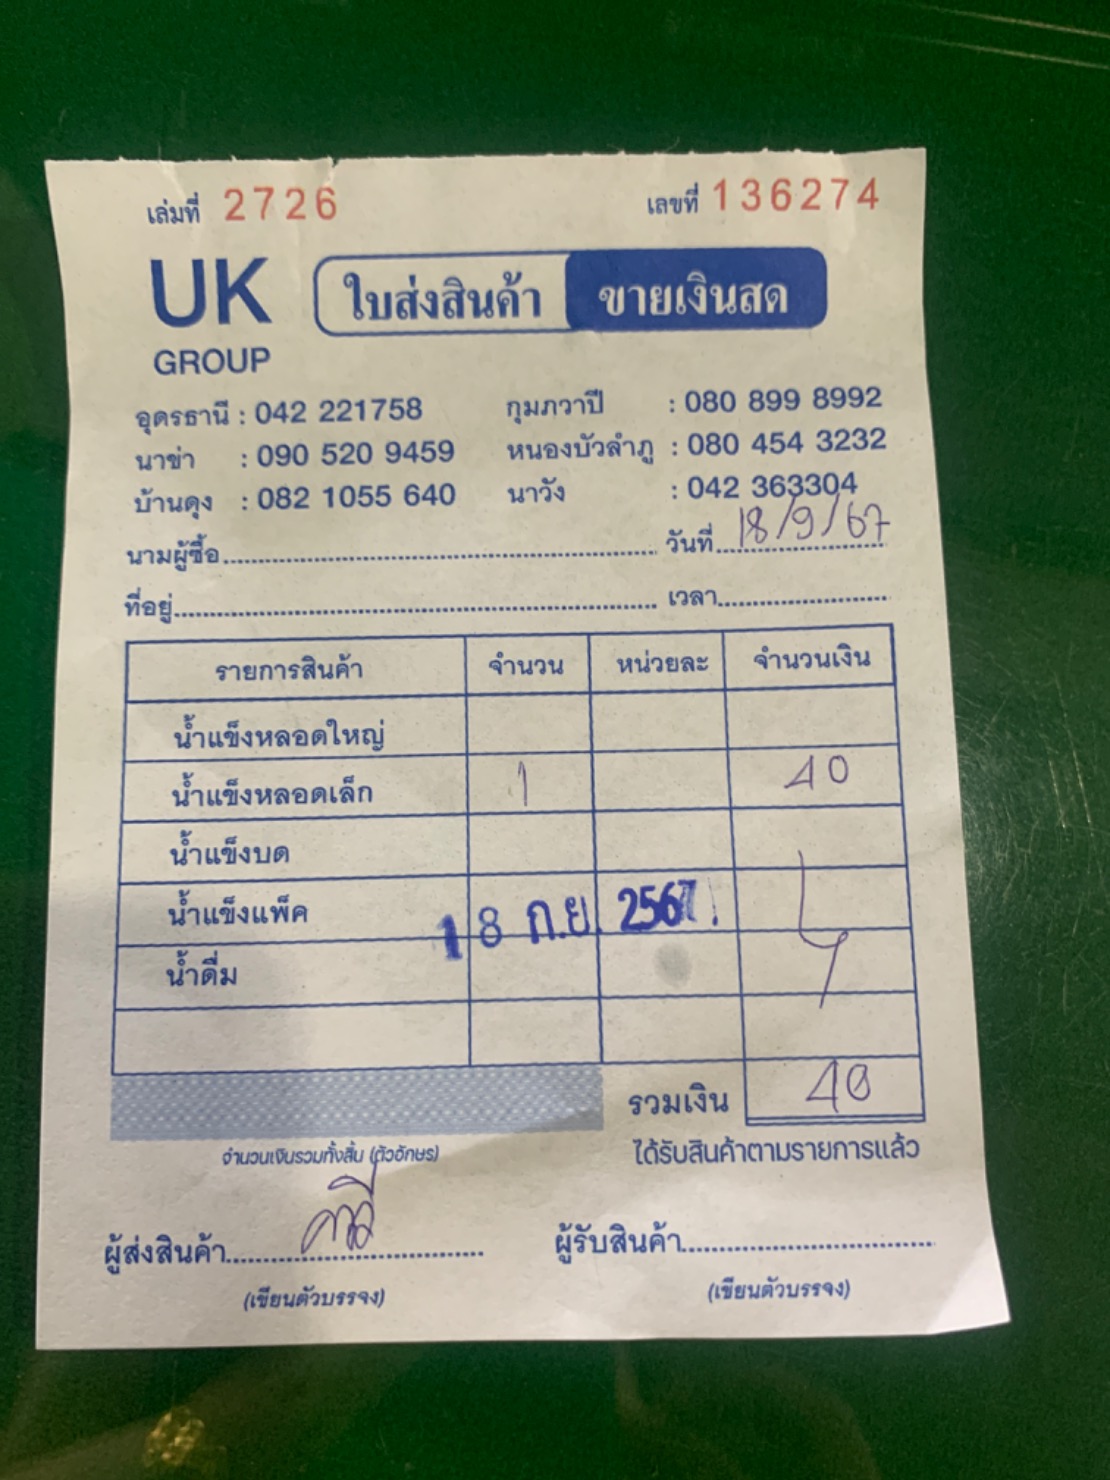 เล่มที่ 2726 เลขที่ 136274
UK GROUP
ใบส่งสินค้า ขายเงินสด
อุดรธานี : 042 221758 กุมภวาปี : 080 899 8992
นาข่า : 090 520 9459 หนองบัวลำภู : 080 454 3232
บ้านดุง : 082 1055 640 นาวัง : 042 363304
นามผู้ซื้อ วันที่ 18/9/67
ที่อยู่ เวลา
รายการสินค้า จำนวน หน่วยละ จำนวนเงิน
น้ำแข็งหลอดใหญ่
น้ำแข็งหลอดเล็ก 1 40
น้ำแข็งบด
น้ำแข็งแพ็ค
18 ก.ย. 2567
น้ำดื่ม
รวมเงิน 40
จำนวนเงินรวมทั้งสิ้น (ตัวอักษร) ได้รับสินค้าตามรายการแล้ว
ผู้ส่งสินค้า ผู้รับสินค้า
(เขียนตัวบรรจง) (เขียนตัวบรรจง)